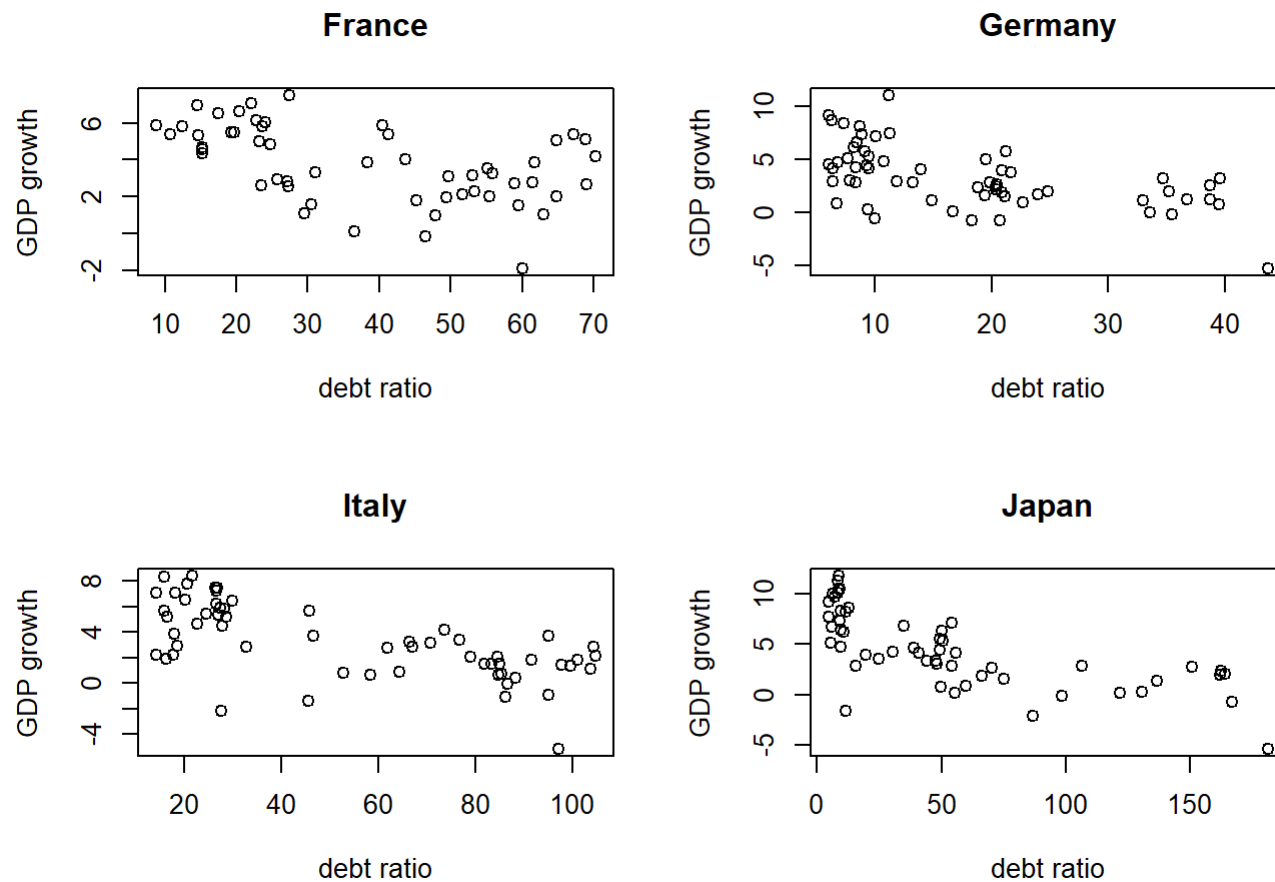 France
GDP growth
-2 2 6
10 20 30 40 50 60 70
debt ratio
Germany
GDP growth
-5 0 5 10
10 20 30 40
debt ratio
Italy
GDP growth
-4 0 4 8
20 40 60 80 100
debt ratio
Japan
GDP growth
-5 0 5 10
0 50 100 150
debt ratio